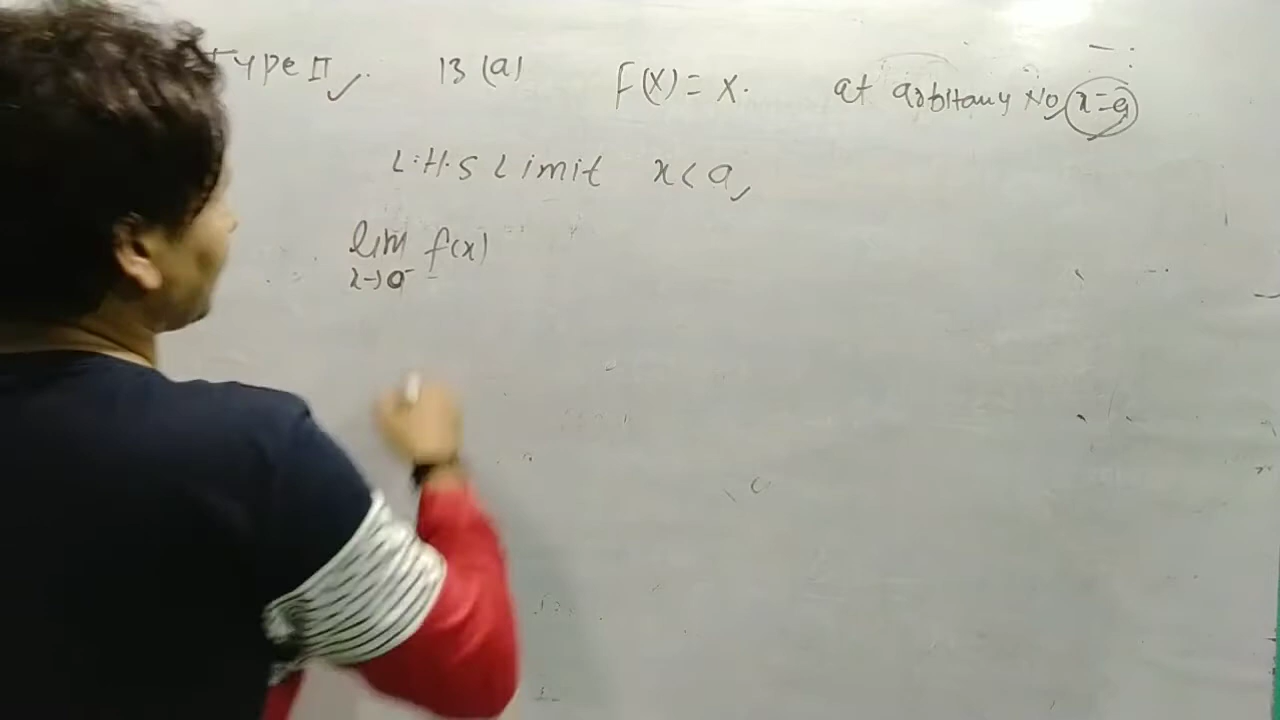 Type II 13 (a) F(x) = x. at arbitary No, x=a
L.H.S Limit x < a,
lim f(x)
x→a⁻